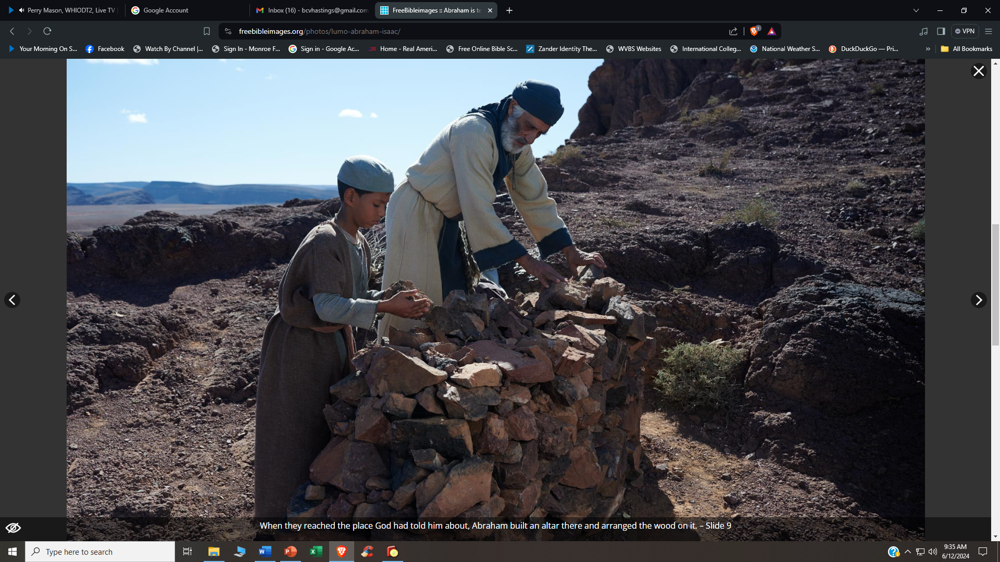 Perry Mason, WHIODT2, Live TV
Google Account
Inbox (16) - bcvhastings@gmail.com
FreeBibleimages :: Abraham is te
freebibleimages.org/photos/lumo-abraham-isaac/
1
VPN
Your Morning On S...
Facebook
Watch By Channel |...
Sign In - Monroe F...
Sign in - Google Ac...
Home - Real Ameri...
Free Online Bible Sc...
Zander Identity The...
WVBS Websites
International Colleg...
National Weather S...
DuckDuckGo — Pri...
All Bookmarks
When they reached the place God had told him about, Abraham built an altar there and arranged the wood on it. – Slide 9
Type here to search
9:35 AM
6/12/2024